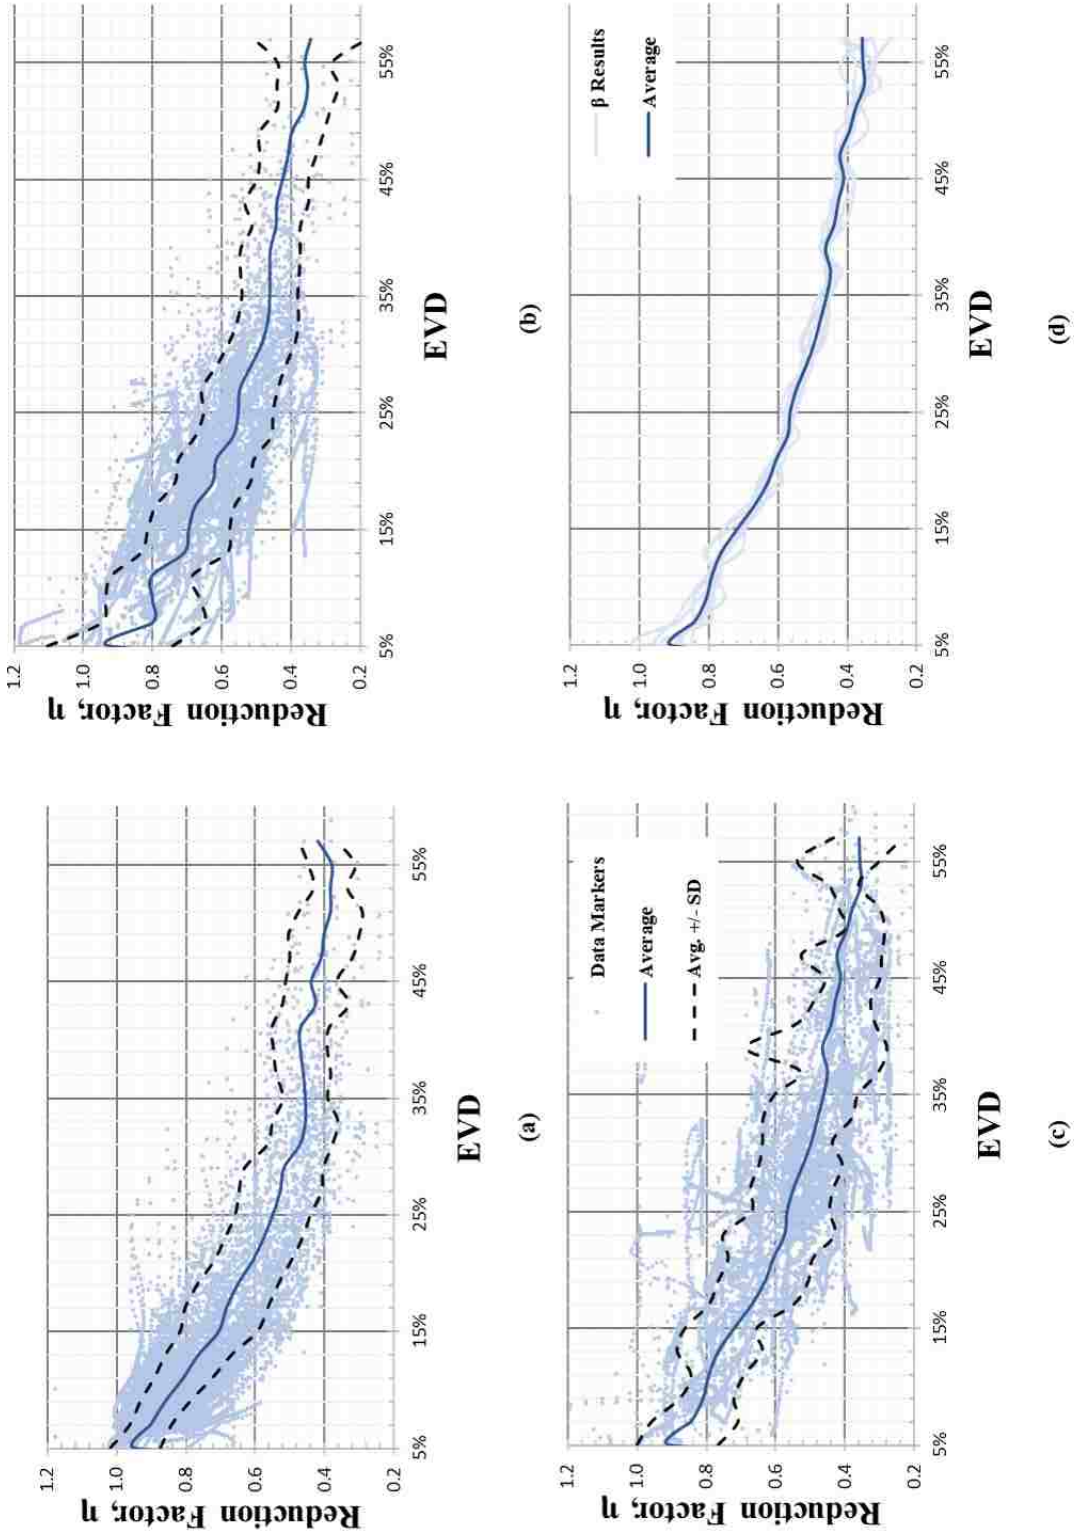 Reduction Factor, η
1.2
1.0
0.8
0.6
0.4
0.2
5% 15% 25% 35% 45% 55%
EVD
(a)
Reduction Factor, η
1.2
1.0
0.8
0.6
0.4
0.2
5% 15% 25% 35% 45% 55%
EVD
(b)
Reduction Factor, η
1.2
1.0
0.8
0.6
0.4
0.2
5% 15% 25% 35% 45% 55%
Data Markers
Average
Avg. +/- SD
EVD
(c)
Reduction Factor, η
1.2
1.0
0.8
0.6
0.4
0.2
5% 15% 25% 35% 45% 55%
β Results
Average
EVD
(d)